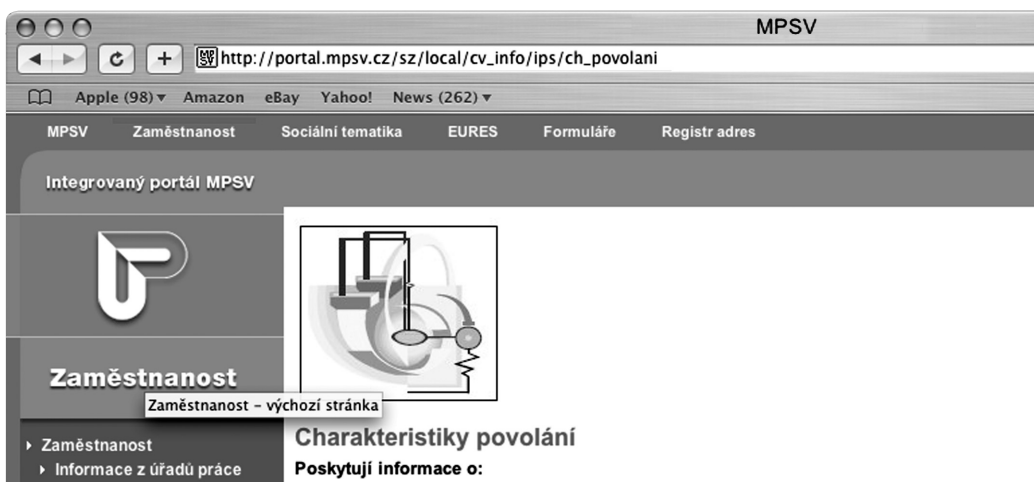 MPSV
http://portal.mpsv.cz/sz/local/cv_info/ips/ch_povolani
Apple (98) Amazon eBay Yahoo! News (262)
MPSV Zaměstnanost Sociální tematika EURES Formuláře Registr adres
Integrovaný portál MPSV
Zaměstnanost
Zaměstnanost – výchozí stránka
Zaměstnanost
Informace z úřadů práce
Charakteristiky povolání
Poskytují informace o: